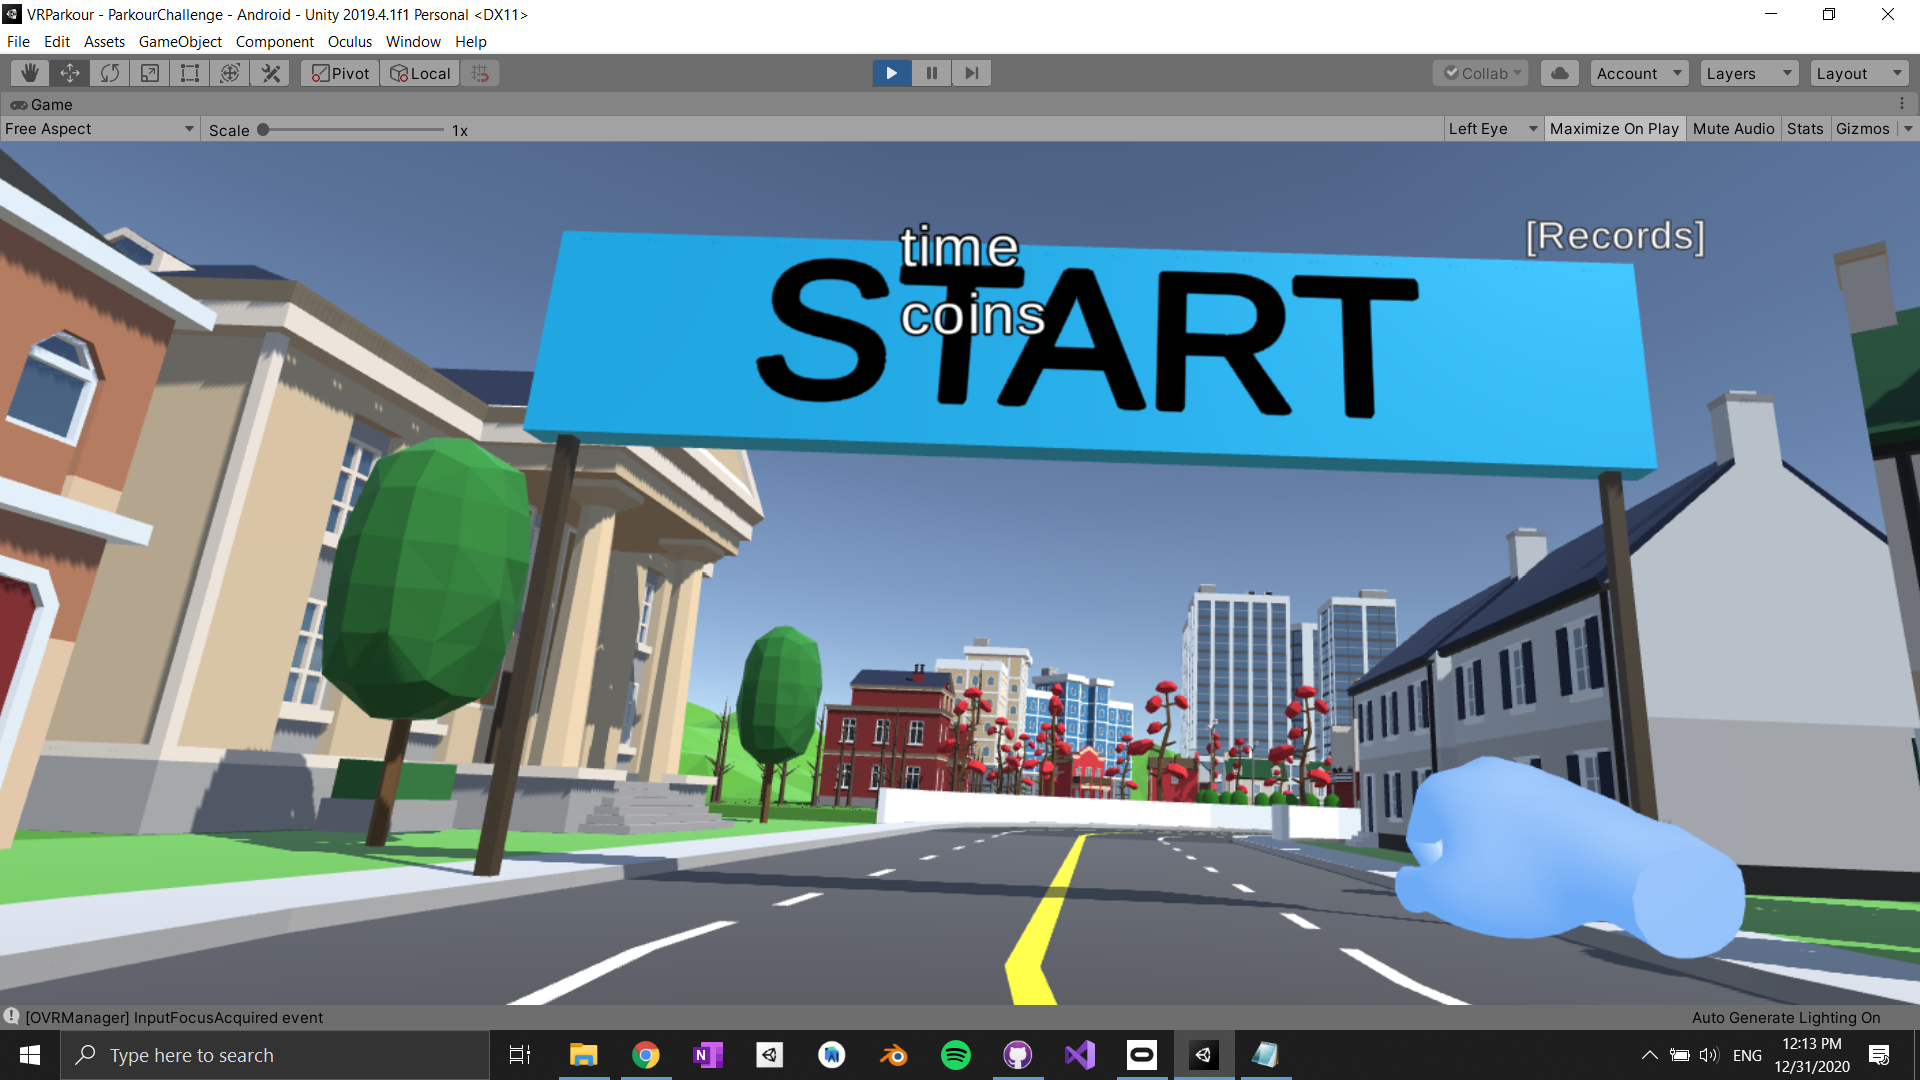 VRParkour - ParkourChallenge - Android - Unity 2019.4.1f1 Personal <DX11>
File Edit Assets GameObject Component Oculus Window Help
Pivot Local Collab Account Layers Layout
Game
Free Aspect Scale 1x Left Eye Maximize On Play Mute Audio Stats Gizmos
[Records]
time
START
coins
[OVRManager] InputFocusAcquired event
Auto Generate Lighting On
Type here to search
ENG
12:13 PM
12/31/2020